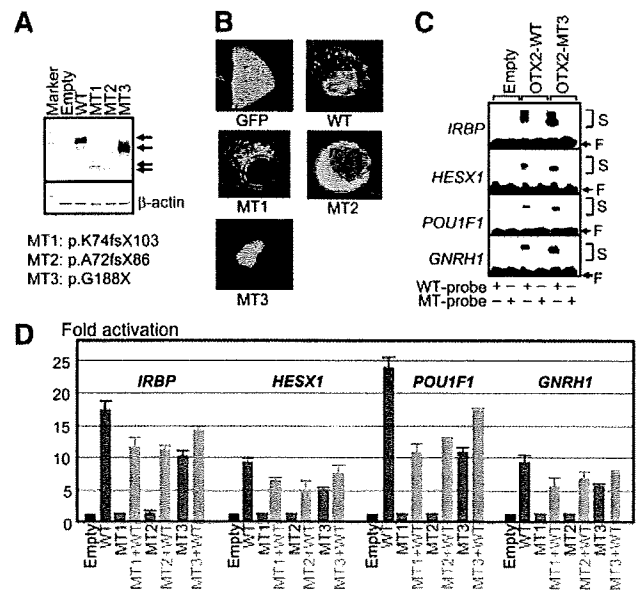 A
Marker
Empty
WT
MT1
MT2
MT3
β-actin
MT1: p.K74fsX103
MT2: p.A72fsX86
MT3: p.G188X
B
GFP
WT
MT1
MT2
MT3
C
Empty
OTX2-WT
OTX2-MT3
IRBP
S
F
HESX1
S
F
POU1F1
S
F
GNRH1
S
F
WT-probe + − + − + −
MT-probe − + − + − +
D
Fold activation
25
20
15
10
5
0
IRBP
HESX1
POU1F1
GNRH1
Empty
WT
MT1
MT1+WT
MT2
MT2+WT
MT3
MT3+WT
Empty
WT
MT1
MT1+WT
MT2
MT2+WT
MT3
MT3+WT
Empty
WT
MT1
MT1+WT
MT2
MT2+WT
MT3
MT3+WT
Empty
WT
MT1
MT1+WT
MT2
MT2+WT
MT3
MT3+WT